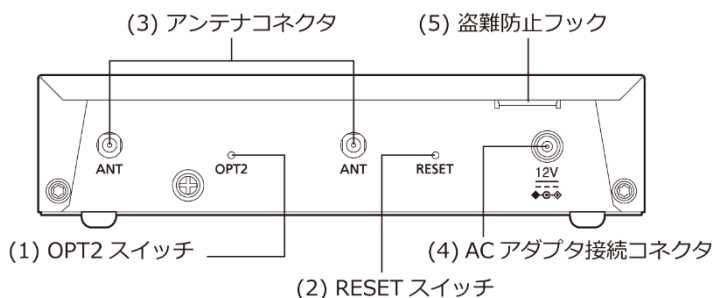 (3) アンテナコネクタ
(5) 盗難防止フック
ANT
OPT2
ANT
RESET
12V
(1) OPT2 スイッチ
(4) AC アダプタ接続コネクタ
(2) RESET スイッチ